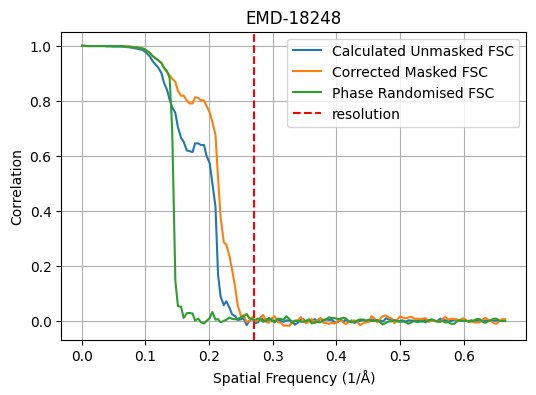 EMD-18248
Calculated Unmasked FSC
Corrected Masked FSC
Phase Randomised FSC
resolution
Correlation
1.0
0.8
0.6
0.4
0.2
0.0
0.0 0.1 0.2 0.3 0.4 0.5 0.6
Spatial Frequency (1/Å)